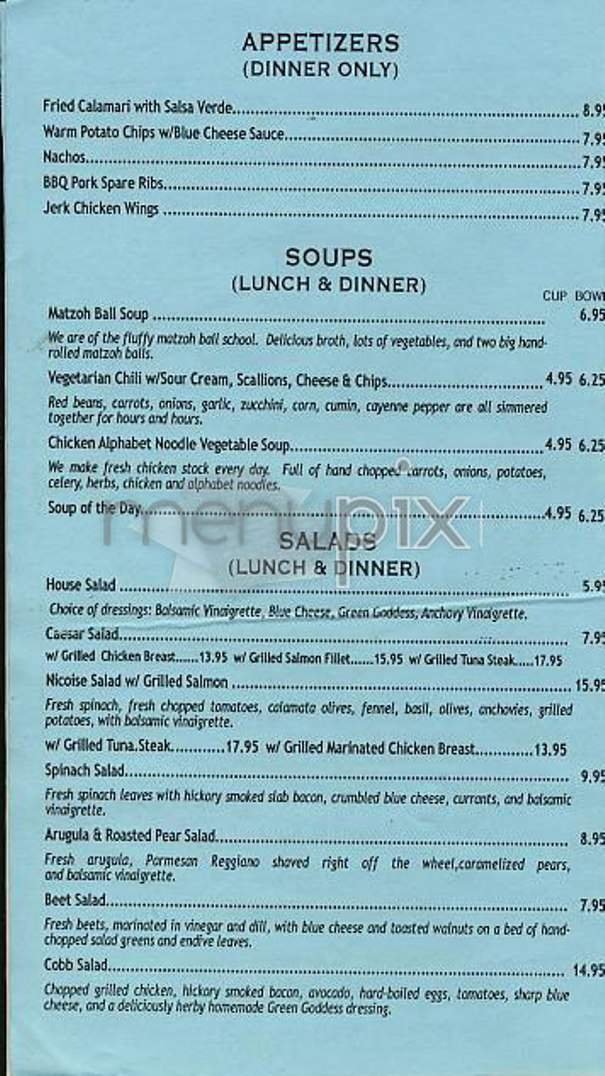 APPETIZERS
(DINNER ONLY)
Fried Calamari with Salsa Verde 8.95
Warm Potato Chips w/Blue Cheese Sauce 7.95
Nachos 7.95
BBQ Pork Spare Ribs 7.95
Jerk Chicken Wings 7.95
SOUPS
(LUNCH & DINNER)
CUP BOWL
Matzoh Ball Soup 6.95
We are of the fluffy matzoh ball school. Delicious broth, lots of vegetables, and two big hand-
rolled matzoh balls.
Vegetarian Chili w/Sour Cream, Scallions, Cheese & Chips 4.95 6.25
Red beans, carrots, onions, garlic, zucchini, corn, cumin, cayenne pepper are all simmered
together for hours and hours.
Chicken Alphabet Noodle Vegetable Soup 4.95 6.25
We make fresh chicken stock every day. Full of hand chopped carrots, onions, potatoes,
celery, herbs, chicken and alphabet noodles.
Soup of the Day 4.95 6.25
menupix
SALADS
(LUNCH & DINNER)
House Salad 5.95
Choice of dressings: Balsamic Vinaigrette, Blue Cheese, Green Goddess, Anchovy Vinaigrette.
Caesar Salad 7.95
w/ Grilled Chicken Breast.......13.95 w/ Grilled Salmon Fillet......15.95 w/ Grilled Tuna Steak.....17.95
Nicoise Salad w/ Grilled Salmon 15.95
Fresh spinach, fresh chopped tomatoes, calamata olives, fennel, basil, olives, anchovies, grilled
potatoes, with balsamic vinaigrette.
w/ Grilled Tuna.Steak............17.95 w/ Grilled Marinated Chicken Breast.............13.95
Spinach Salad 9.95
Fresh spinach leaves with hickory smoked slab bacon, crumbled blue cheese, currants, and balsamic
vinaigrette.
Arugula & Roasted Pear Salad 8.95
Fresh arugula, Parmesan Reggiano shaved right off the wheel,caramelized pears,
and balsamic vinaigrette.
Beet Salad 7.95
Fresh beets, marinated in vinegar and dill, with blue cheese and toasted walnuts on a bed of hand-
chopped salad greens and endive leaves.
Cobb Salad 14.95
Chopped grilled chicken, hickory smoked bacon, avocado, hard-boiled eggs, tomatoes, sharp blue
cheese, and a deliciously herby homemade Green Goddess dressing.